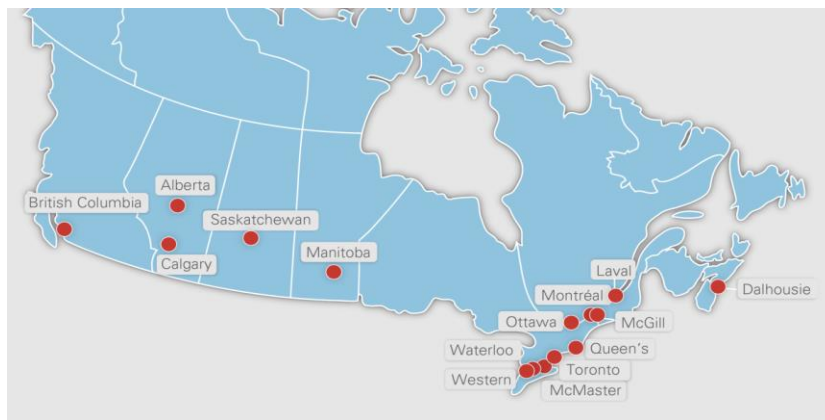 Alberta
British Columbia
Saskatchewan
Manitoba
Calgary
Laval
Montréal
Dalhousie
Ottawa
McGill
Waterloo
Queen's
Toronto
Western
McMaster